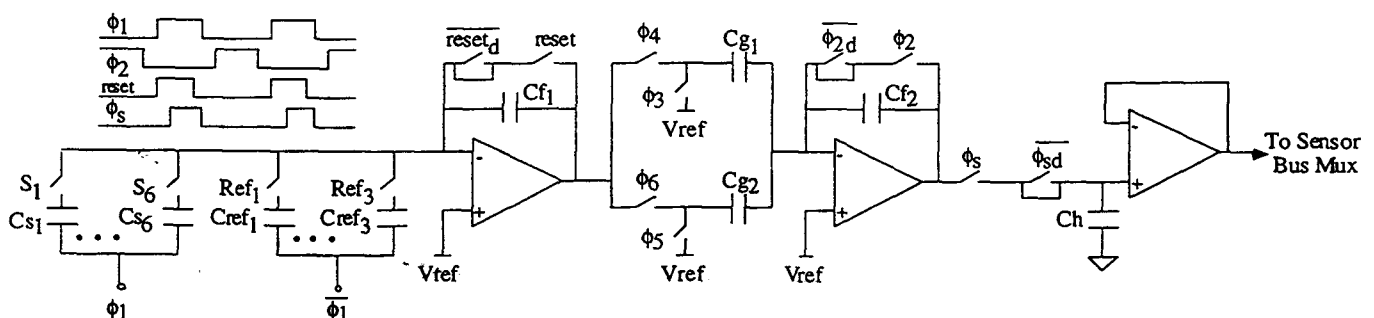 ϕ1
ϕ2
reset
ϕs
S1
Cs1
S6
Cs6
Ref1
Cref1
Ref3
Cref3
ϕ1
ϕ1
resetd
reset
Cf1
-
+
Vref
ϕ4
ϕ3
Vref
Cg1
ϕ6
ϕ5
Vref
Cg2
ϕ2d
ϕ2
Cf2
-
+
Vref
ϕs
ϕsd
Ch
-
+
To Sensor
Bus Mux